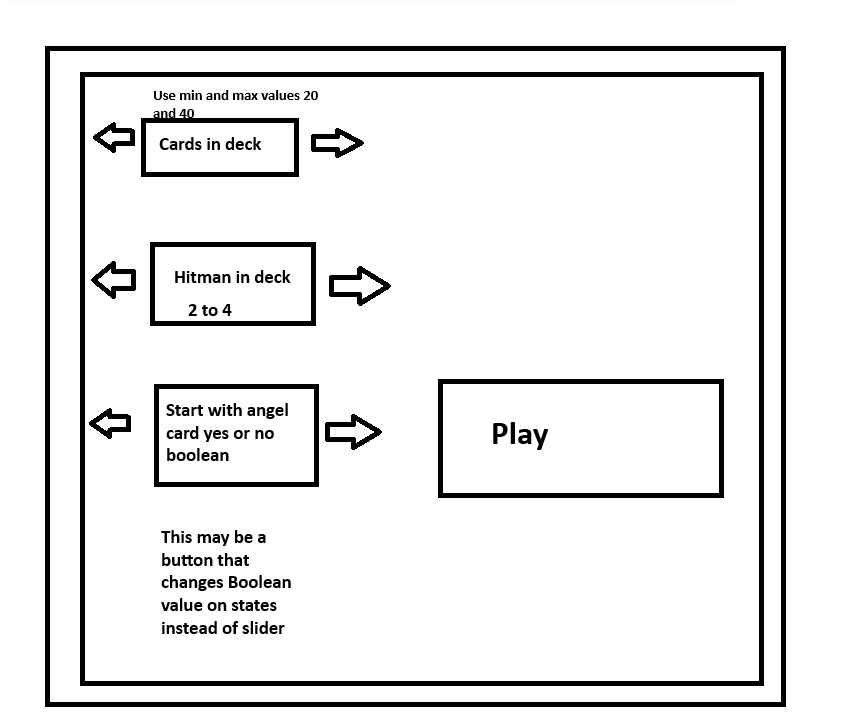 Use min and max values 20
and 40
Cards in deck
Hitman in deck
2 to 4
Start with angel
card yes or no
boolean
Play
This may be a
button that
changes Boolean
value on states
instead of slider